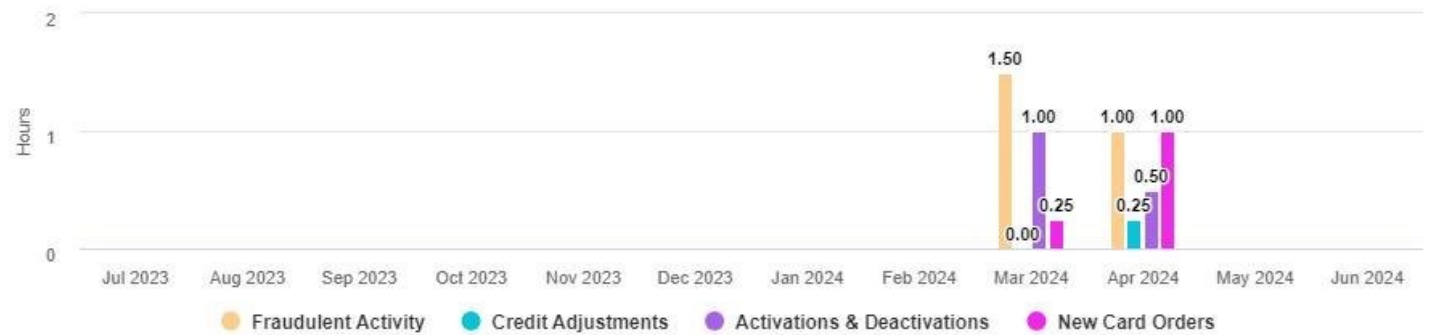 2
1.50
1.00 1.00 1.00
Hours
1
0.50
0.25 0.25
0.00
0
Jul 2023 Aug 2023 Sep 2023 Oct 2023 Nov 2023 Dec 2023 Jan 2024 Feb 2024 Mar 2024 Apr 2024 May 2024 Jun 2024
Fraudulent Activity Credit Adjustments Activations & Deactivations New Card Orders